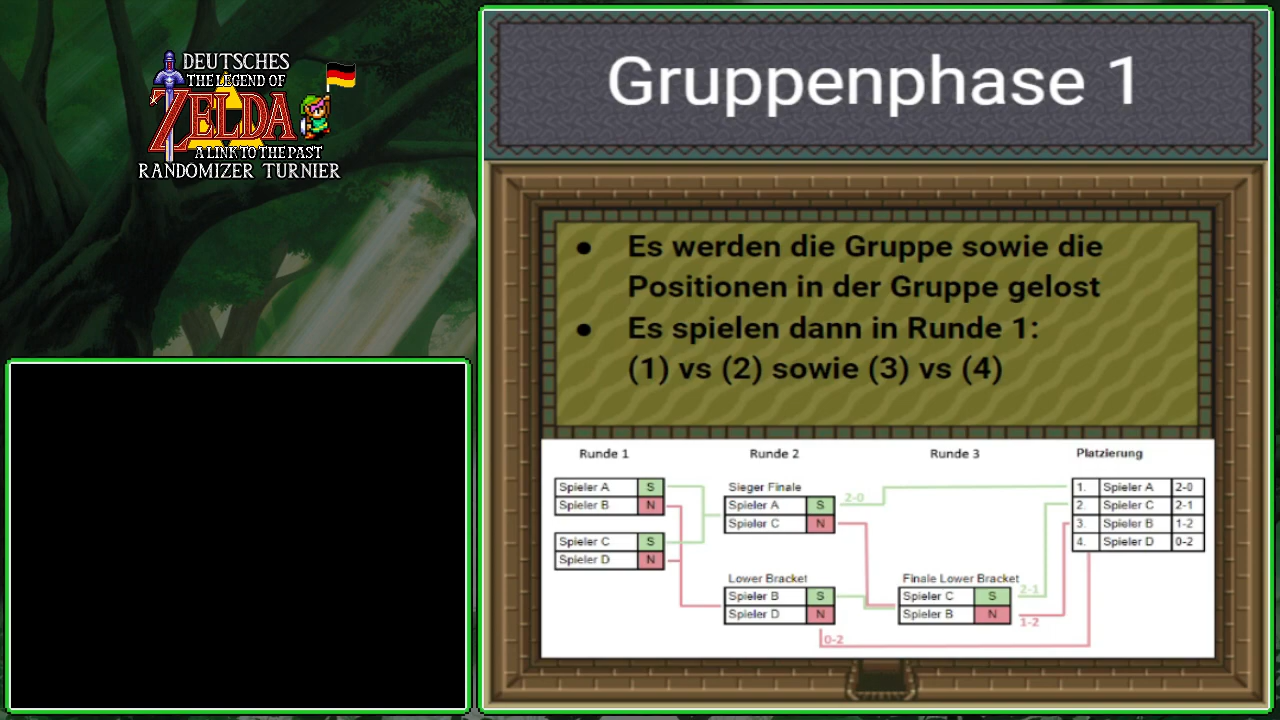 DEUTSCHES
THE LEGEND OF
ZELDA
A LINK TO THE PAST
RANDOMIZER TURNIER
Gruppenphase 1
● Es werden die Gruppe sowie die
Positionen in der Gruppe gelost
● Es spielen dann in Runde 1:
(1) vs (2) sowie (3) vs (4)
Runde 1 Runde 2 Runde 3 Platzierung
Spieler A S
Spieler B N
Spieler C S
Spieler D N
Sieger Finale
Spieler A S
Spieler C N
2-0
Lower Bracket
Spieler B S
Spieler D N
0-2
Finale Lower Bracket
Spieler C S
Spieler B N
2-1
1-2
1. Spieler A 2-0
2. Spieler C 2-1
3. Spieler B 1-2
4. Spieler D 0-2